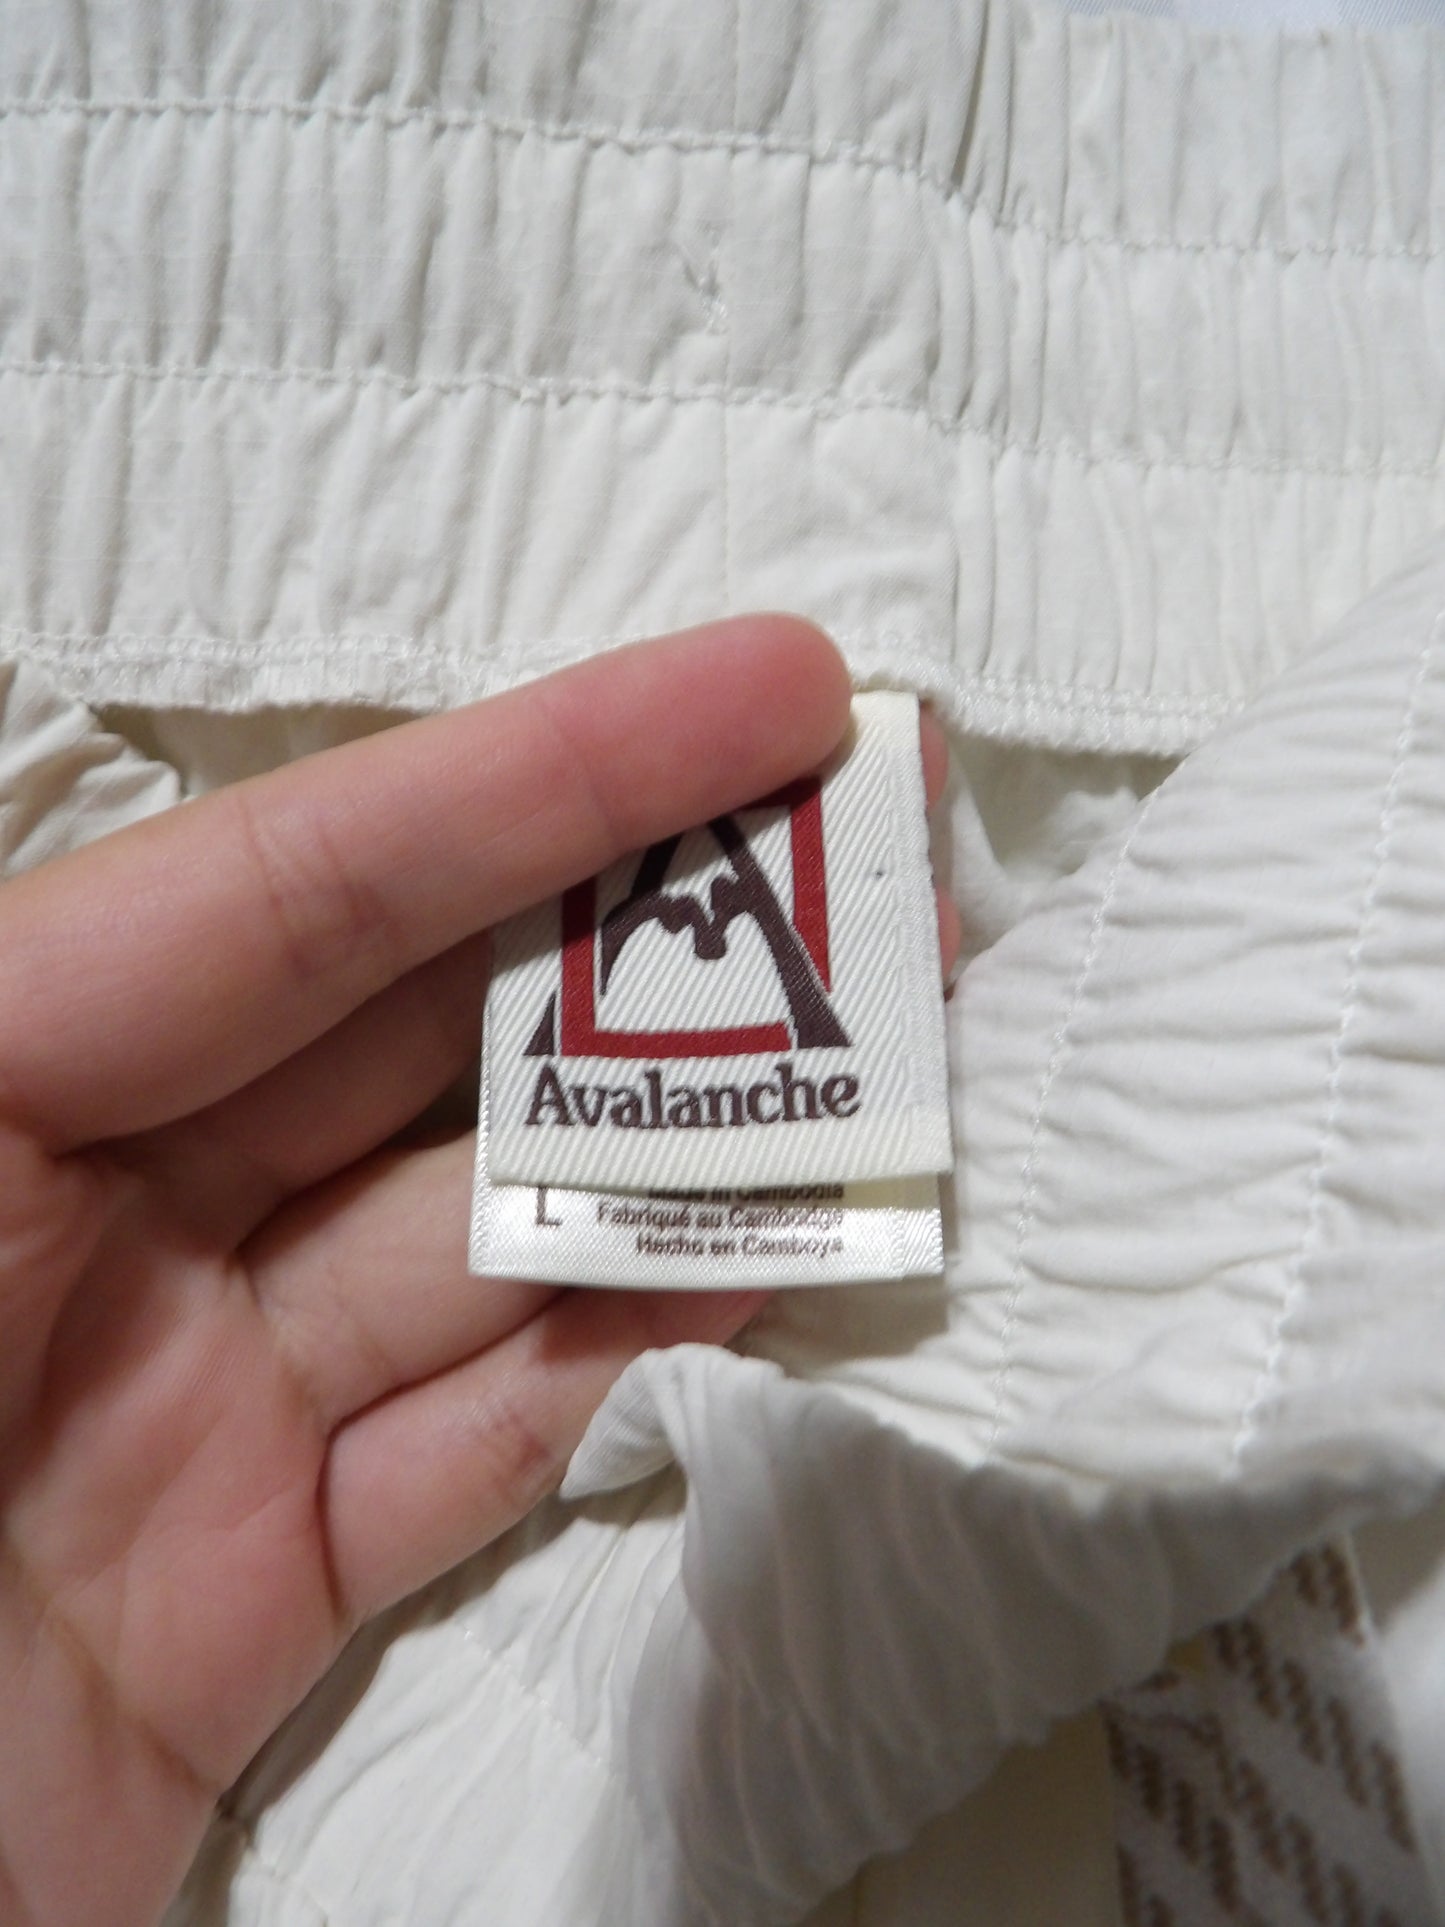 Avalanche
L
Made in Cambodia
Fabriqué au Cambodge
Hecho en Camboya